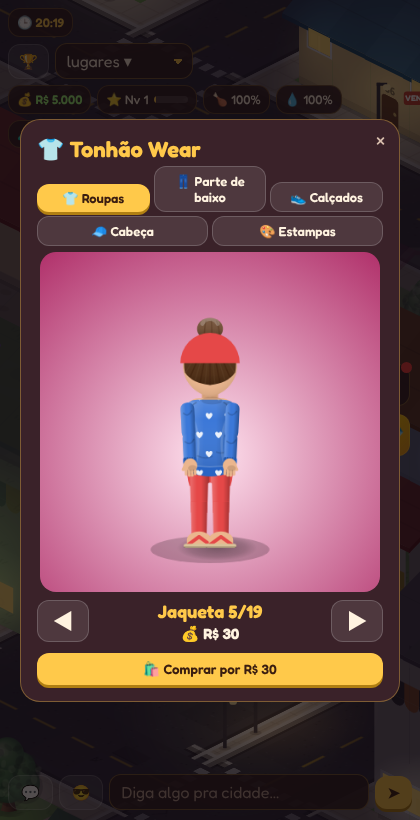 🕒 20:19
🏆 lugares ▾
💰 R$ 5.000 ⭐ Nv 1 🍗 100% 💧 100%
👕 Tonhão Wear ×
👕 Roupas
👖 Parte de baixo
👟 Calçados
🧢 Cabeça
🎨 Estampas
◀ Jaqueta 5/19 ▶
💰 R$ 30
🛍️ Comprar por R$ 30
💬 😎 Diga algo pra cidade... ➤